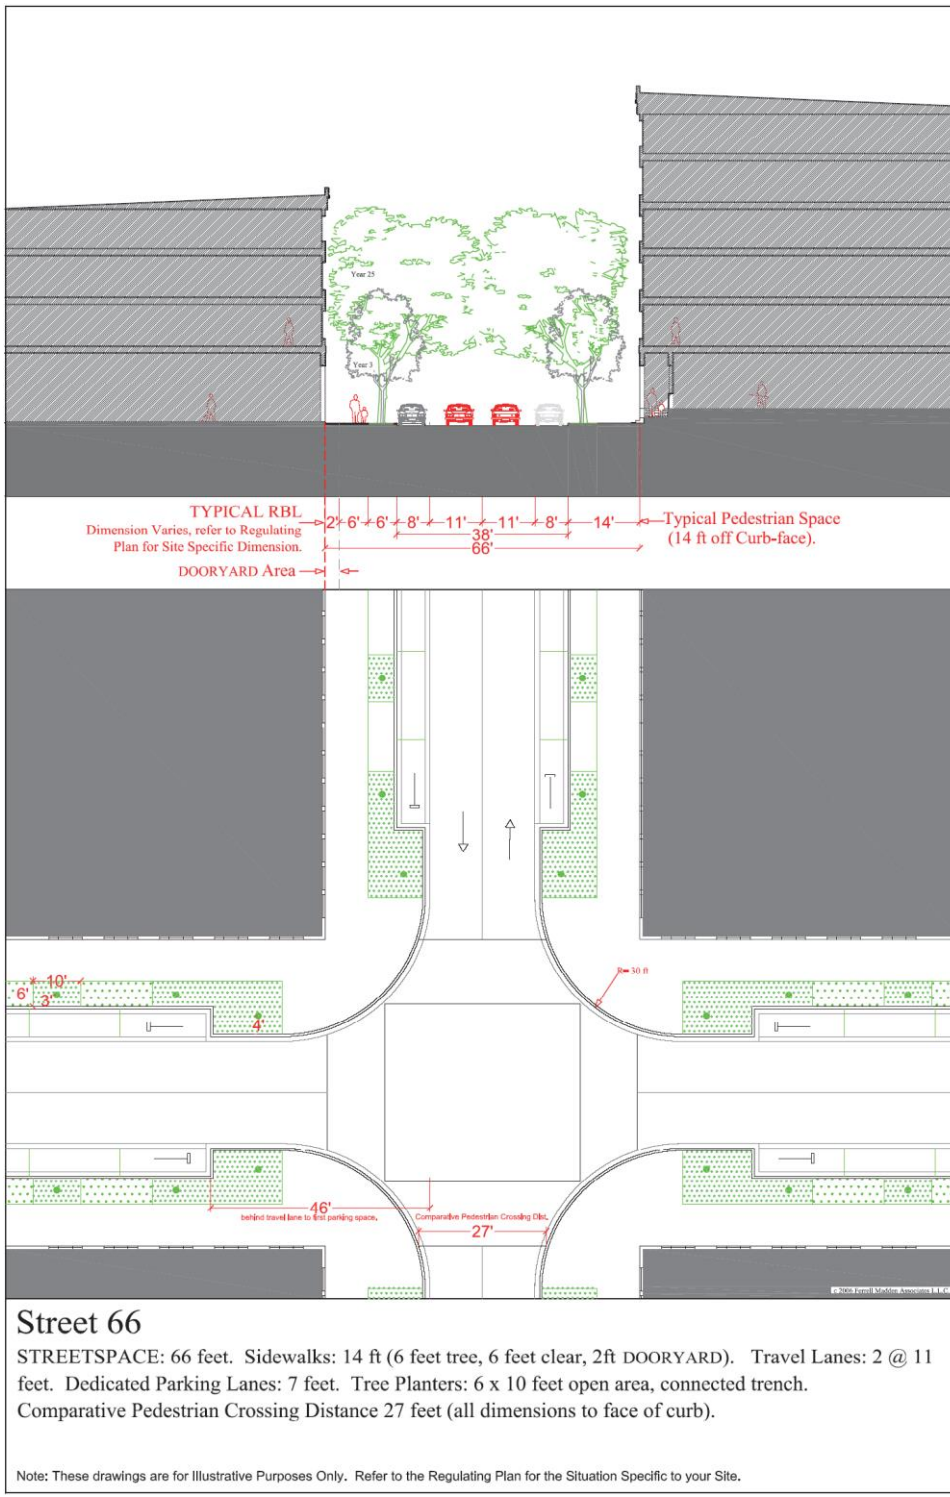 Year 25
Year 3
TYPICAL RBL
Dimension Varies, refer to Regulating
Plan for Site Specific Dimension.
2' 6' 6' 8' 11' 11' 8' 14'
38'
66'
Typical Pedestrian Space
(14 ft off Curb-face).
DOORYARD Area
R= 30 ft
10'
6' 3'
4'
46'
behind travel lane to first parking space.
Comparative Pedestrian Crossing Dist.
27'
c 2006 Ferrell Madden Associates L.L.C.
Street 66
STREETSPACE: 66 feet. Sidewalks: 14 ft (6 feet tree, 6 feet clear, 2ft DOORYARD). Travel Lanes: 2 @ 11
feet. Dedicated Parking Lanes: 7 feet. Tree Planters: 6 x 10 feet open area, connected trench.
Comparative Pedestrian Crossing Distance 27 feet (all dimensions to face of curb).
Note: These drawings are for Illustrative Purposes Only. Refer to the Regulating Plan for the Situation Specific to your Site.